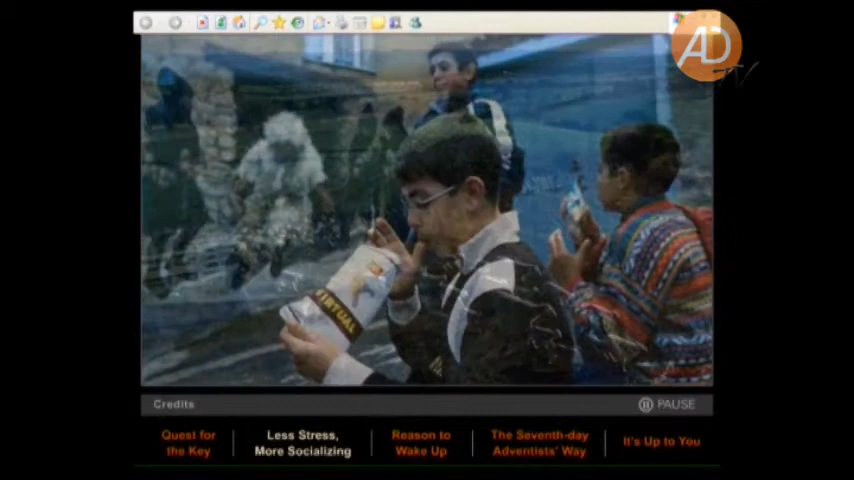 AD
TV
VIRTUAL
Credits
PAUSE
Quest for
the Key
Less Stress,
More Socializing
Reason to
Wake Up
The Seventh-day
Adventists' Way
It's Up to You